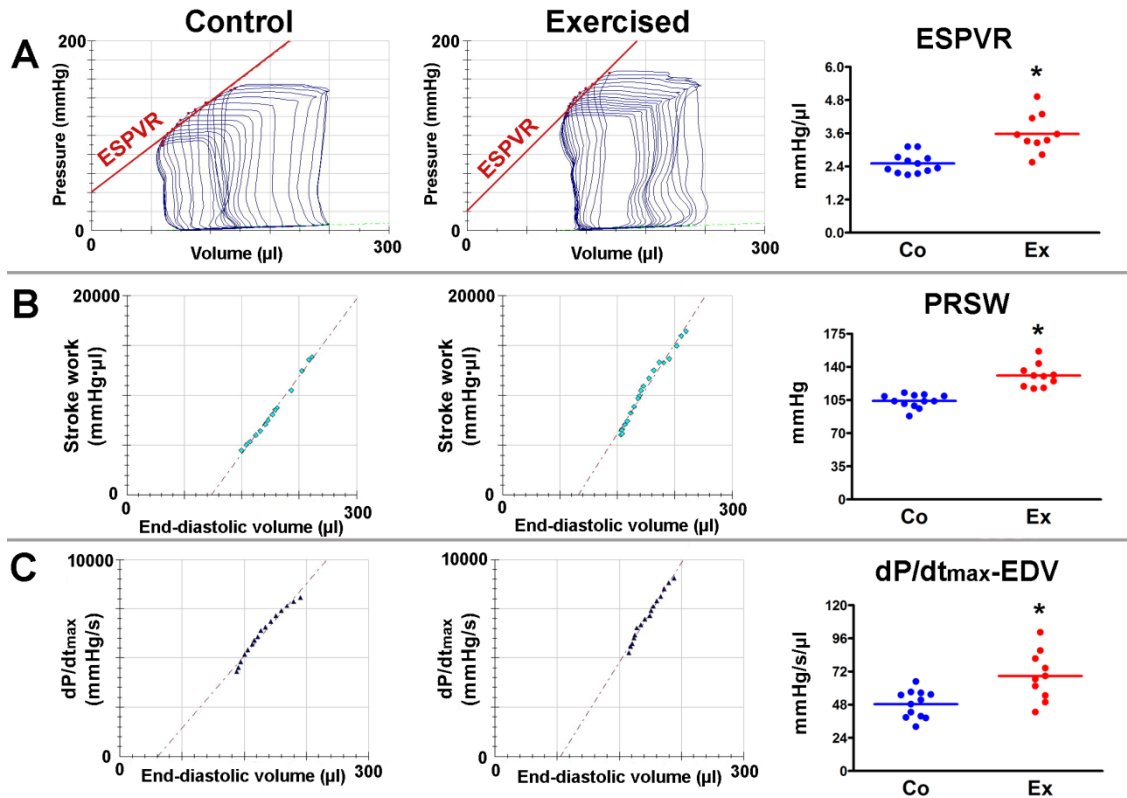 Control
Exercised
A
200
Pressure (mmHg)
ESPVR
0
0
Volume (µl)
300
200
Pressure (mmHg)
ESPVR
0
0
Volume (µl)
300
ESPVR
6.0
4.8
3.6
2.4
1.2
0.0
mmHg/µl
*
Co
Ex
B
20000
Stroke work
(mmHg·µl)
0
0
End-diastolic volume (µl)
300
20000
Stroke work
(mmHg·µl)
0
0
End-diastolic volume (µl)
300
PRSW
175
140
105
70
35
0
mmHg
*
Co
Ex
C
10000
dP/dtmax
(mmHg/s)
0
0
End-diastolic volume (µl)
300
10000
dP/dtmax
(mmHg/s)
0
0
End-diastolic volume (µl)
300
dP/dtmax-EDV
120
96
72
48
24
0
mmHg/s/µl
*
Co
Ex